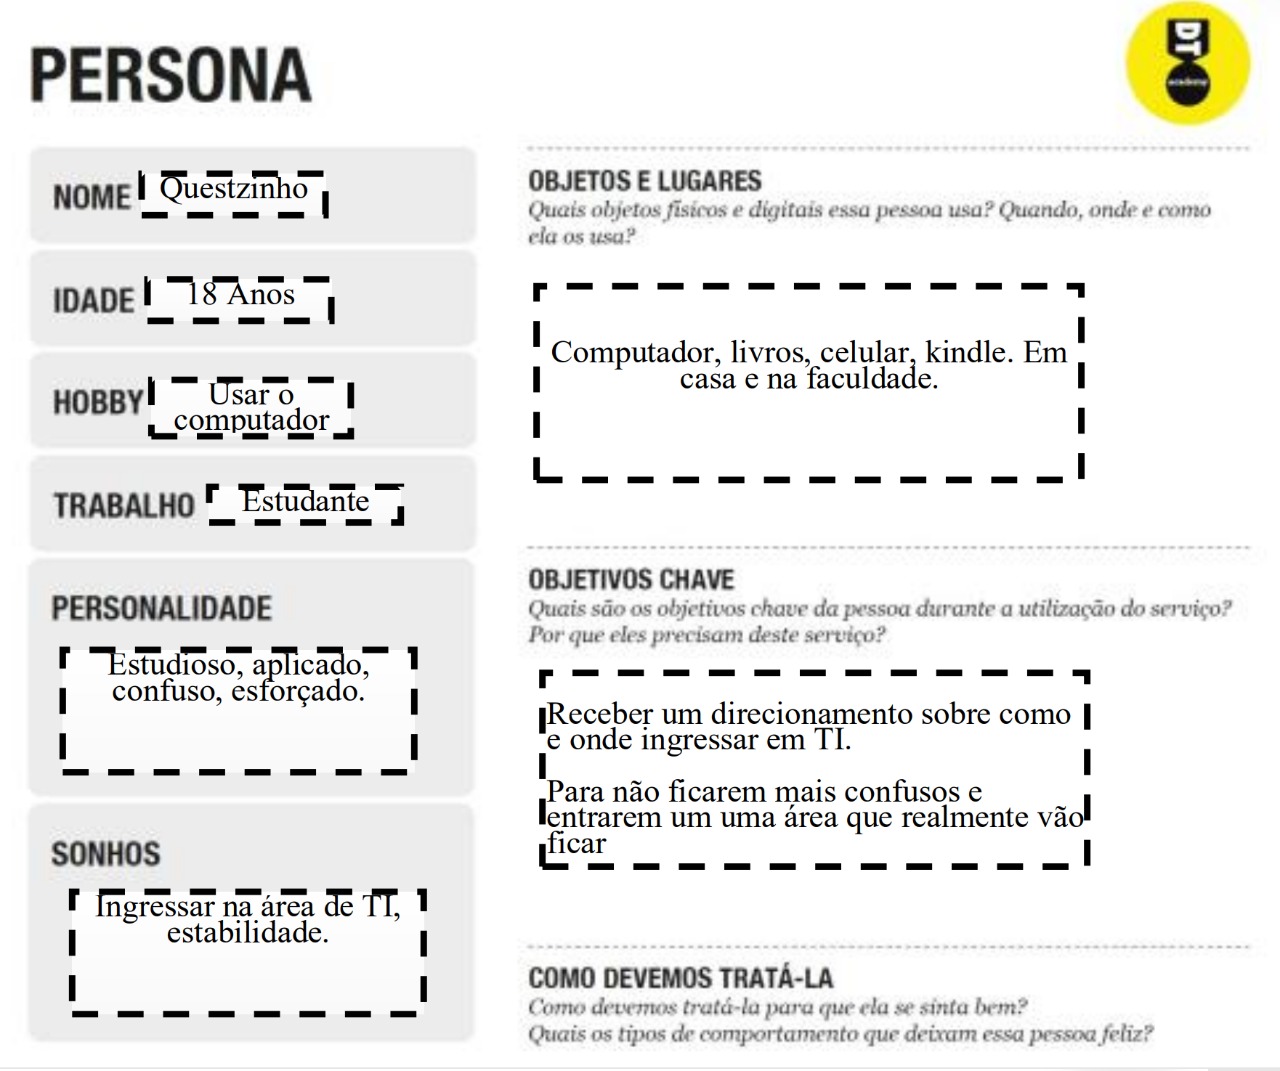 PERSONA
DT
academy
NOME Questzinho
IDADE 18 Anos
HOBBY Usar o
computador
TRABALHO Estudante
PERSONALIDADE
Estudioso, aplicado,
confuso, esforçado.
SONHOS
Ingressar na área de TI,
estabilidade.
OBJETOS E LUGARES
Quais objetos físicos e digitais essa pessoa usa? Quando, onde e como
ela os usa?
Computador, livros, celular, kindle. Em
casa e na faculdade.
OBJETIVOS CHAVE
Quais são os objetivos chave da pessoa durante a utilização do serviço?
Por que eles precisam deste serviço?
Receber um direcionamento sobre como
e onde ingressar em TI.
Para não ficarem mais confusos e
entrarem um uma área que realmente vão
ficar
COMO DEVEMOS TRATÁ-LA
Como devemos tratá-la para que ela se sinta bem?
Quais os tipos de comportamento que deixam essa pessoa feliz?